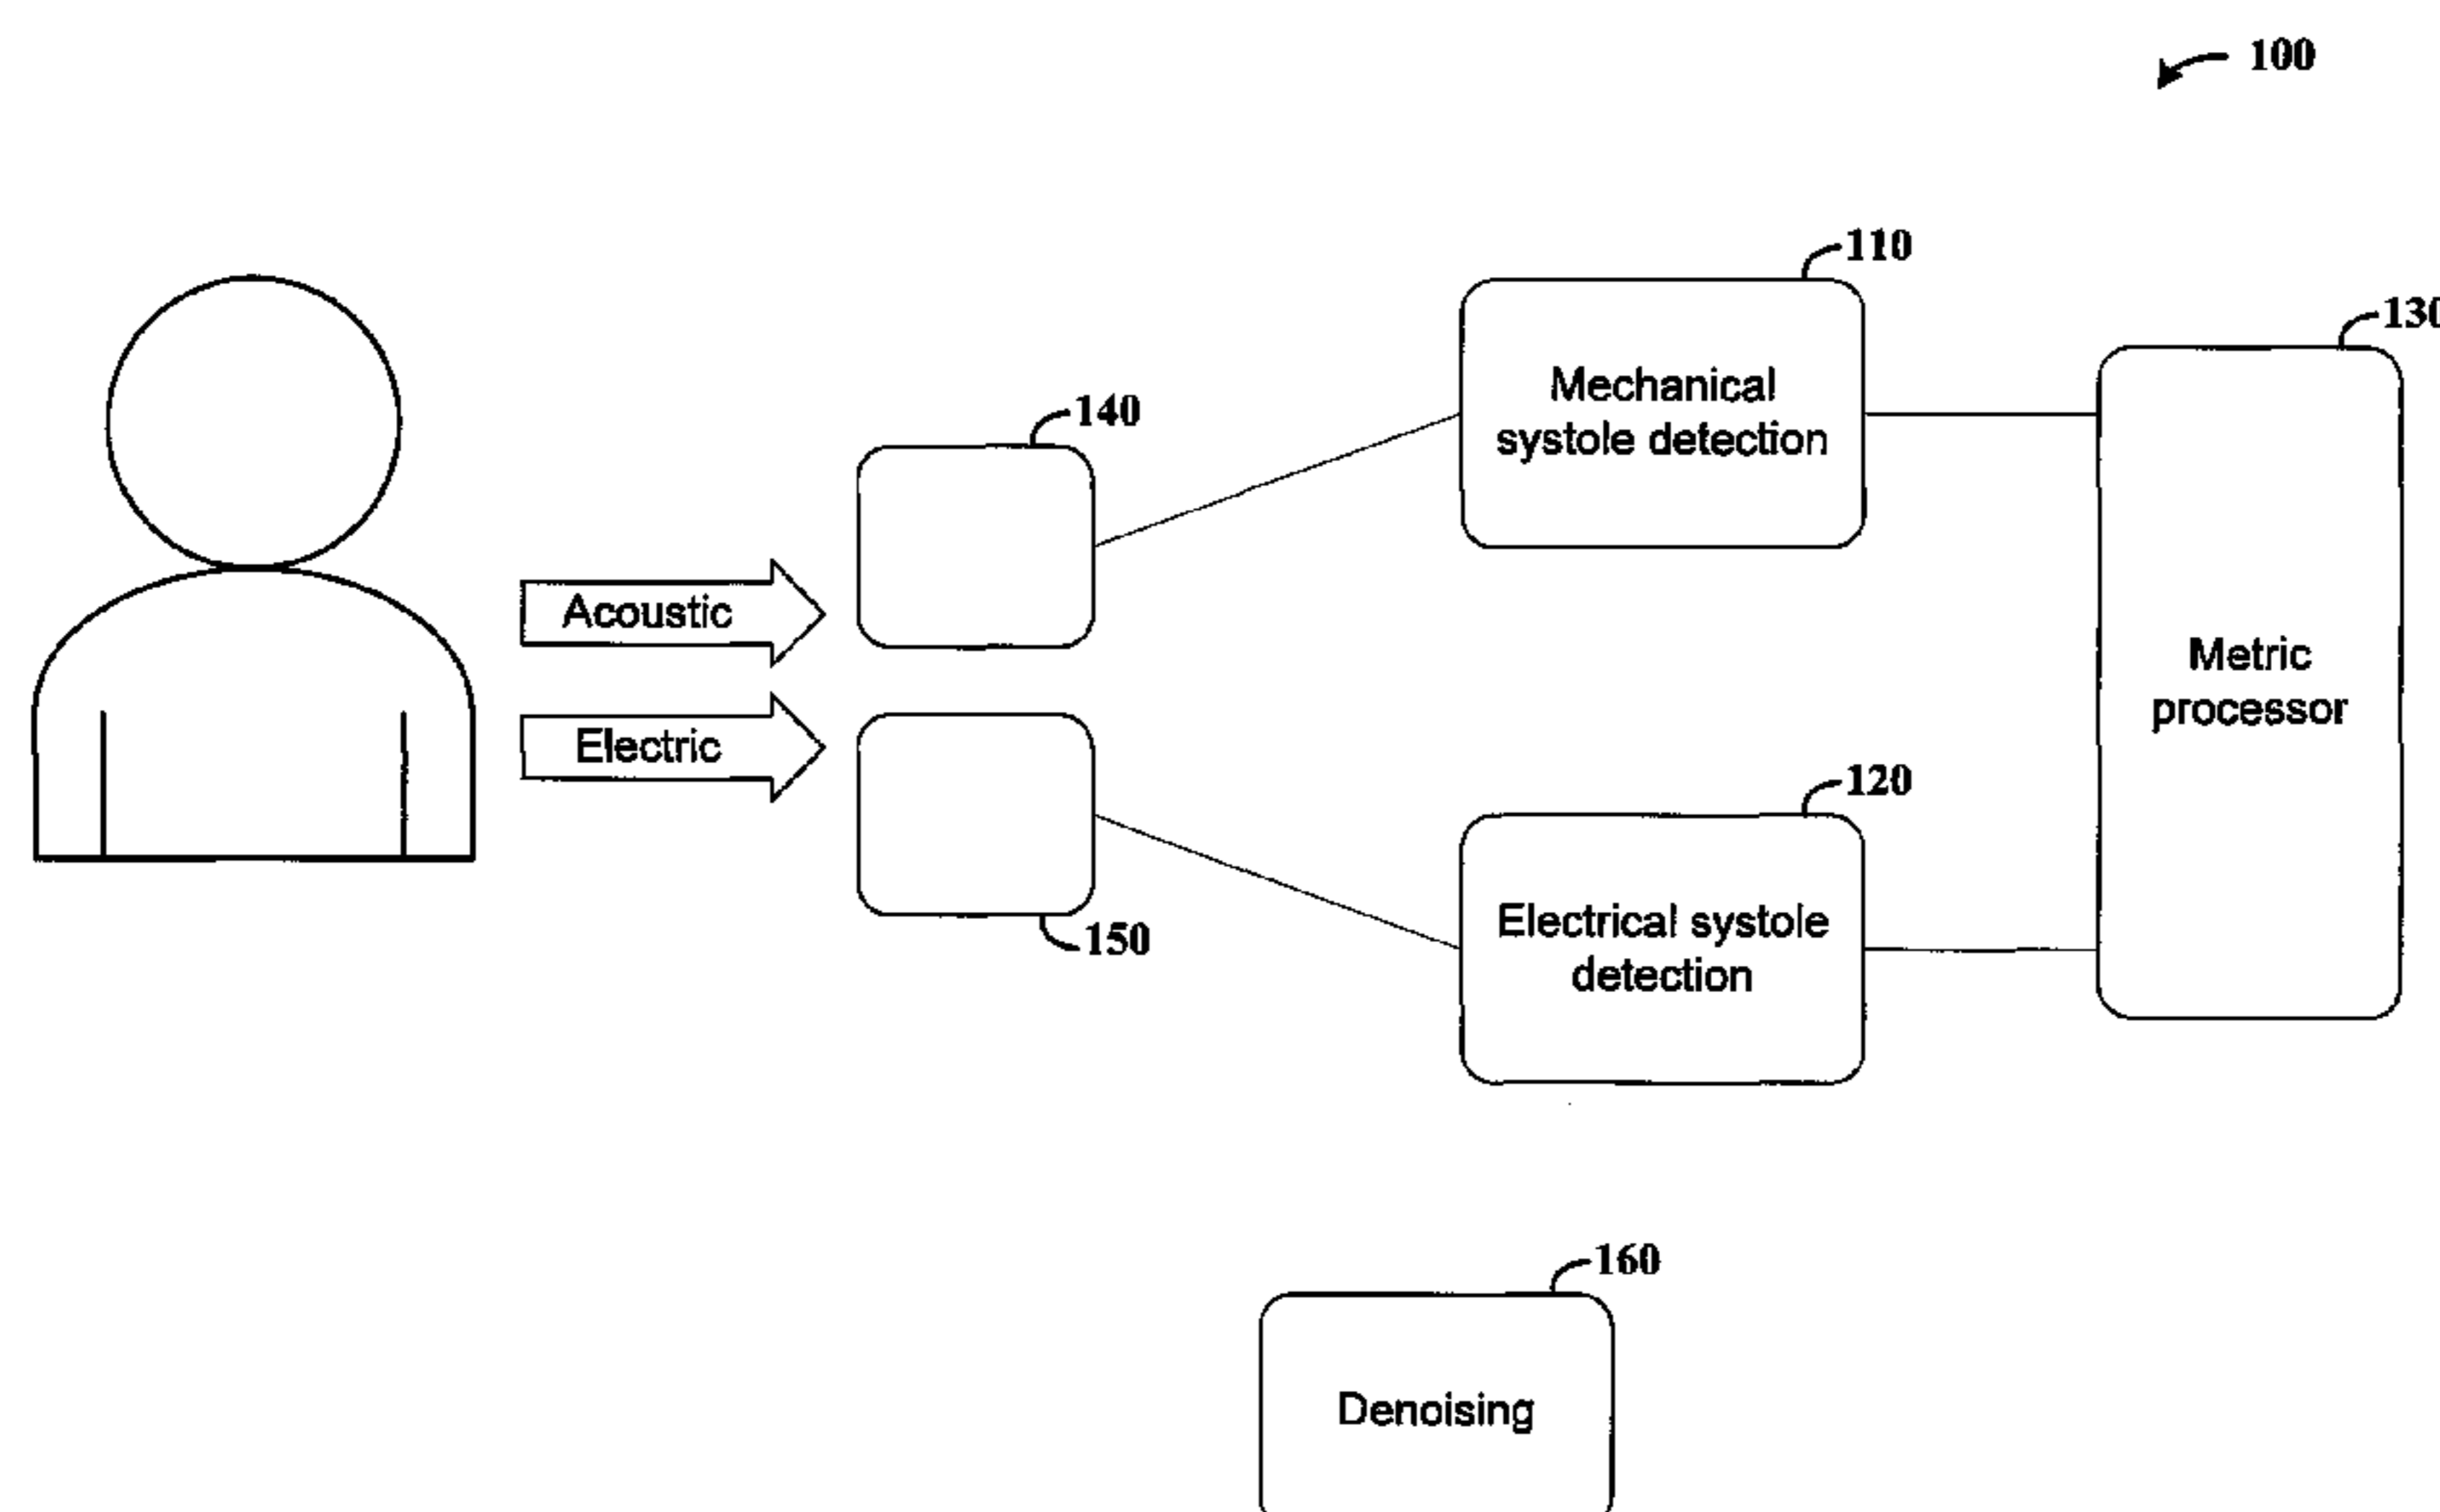 100
110
130
Mechanical
systole detection
140
Acoustic
Metric
processor
Electric
120
150
Electrical systole
detection
160
Denoising